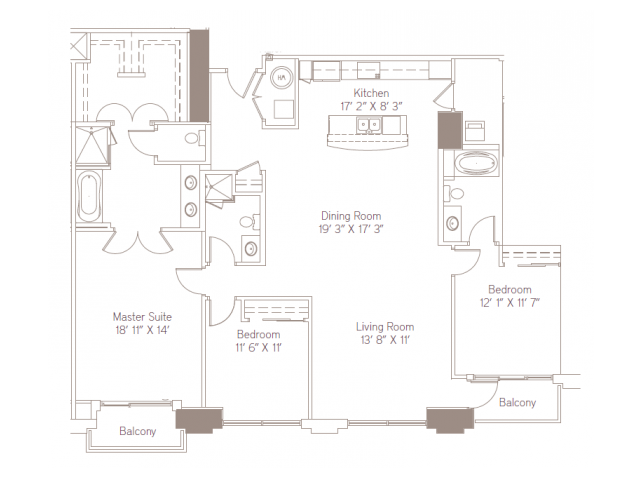 HA
Kitchen
17' 2" X 8' 3"
Dining Room
19' 3" X 17' 3"
Bedroom
12' 1" X 11' 7"
Master Suite
18' 11" X 14'
Bedroom
11' 6" X 11'
Living Room
13' 8" X 11'
Balcony
Balcony